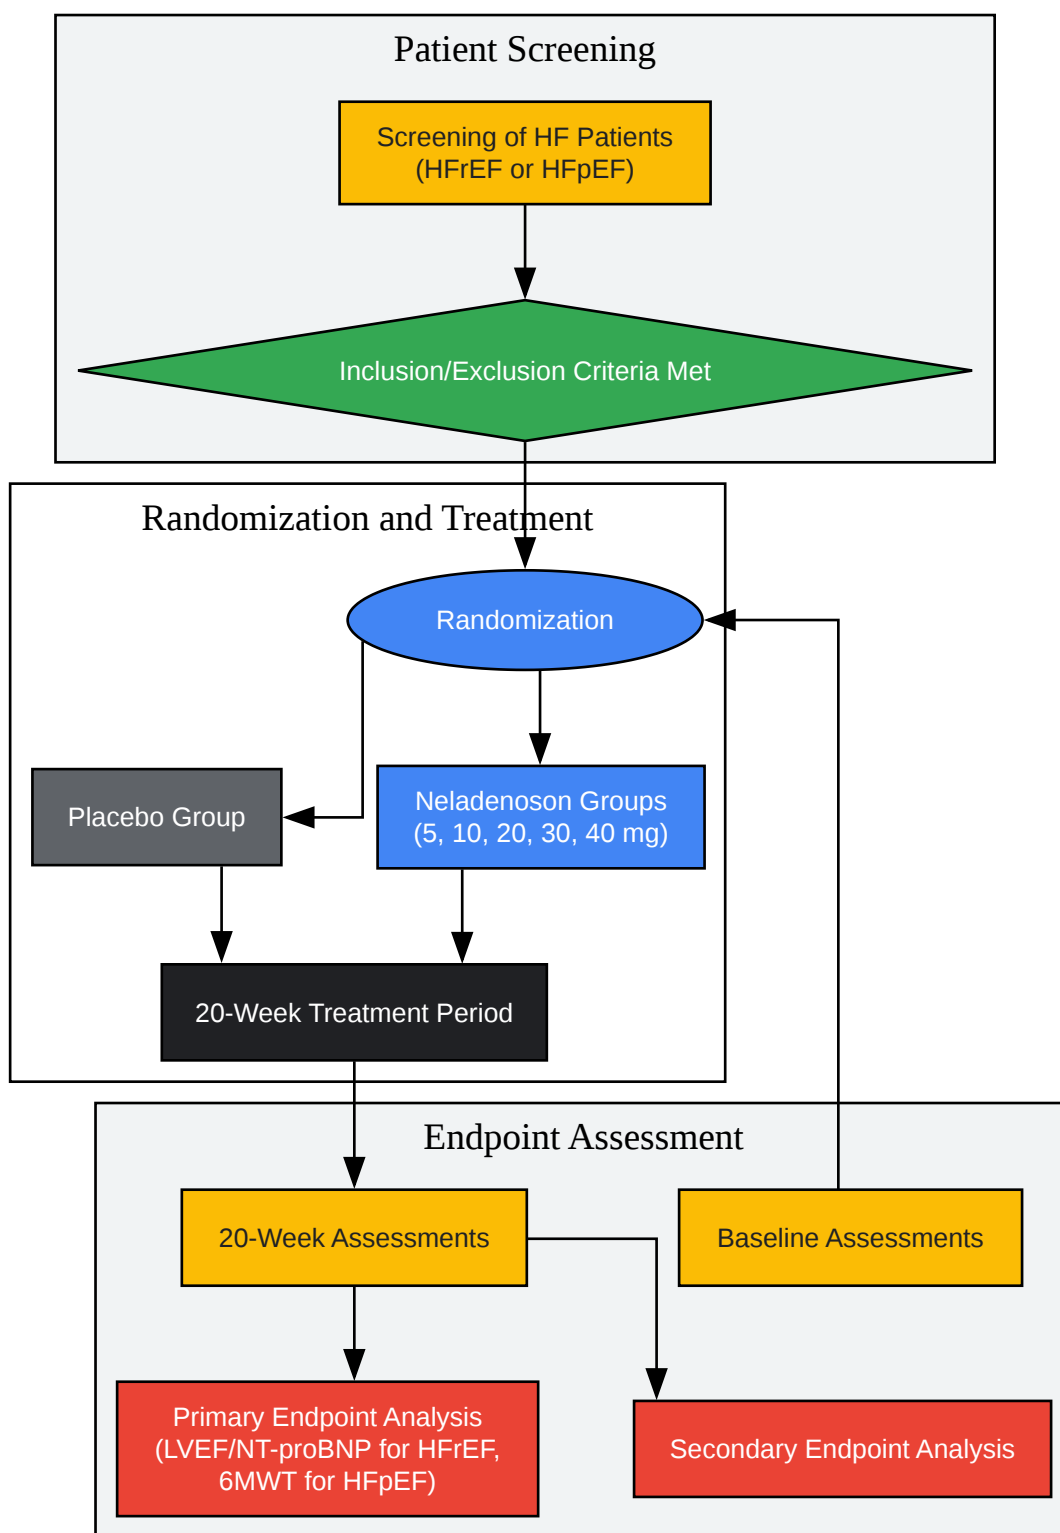 Patient Screening
Screening of HF Patients
(HFrEF or HFpEF)
Inclusion/Exclusion Criteria Met
Randomization and Treatment
Randomization
Placebo Group
Neladenoson Groups
(5, 10, 20, 30, 40 mg)
20-Week Treatment Period
Endpoint Assessment
20-Week Assessments
Baseline Assessments
Primary Endpoint Analysis
(LVEF/NT-proBNP for HFrEF,
6MWT for HFpEF)
Secondary Endpoint Analysis